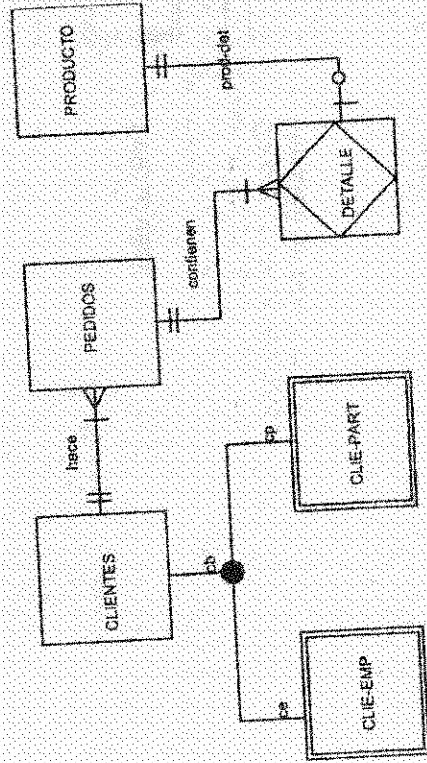 PRODUCTO
prod-det
DETALLE
PEDIDOS
contienen
hace
CLIENTES
cb
cp
CLIE-PART
ce
CLIE-EMP